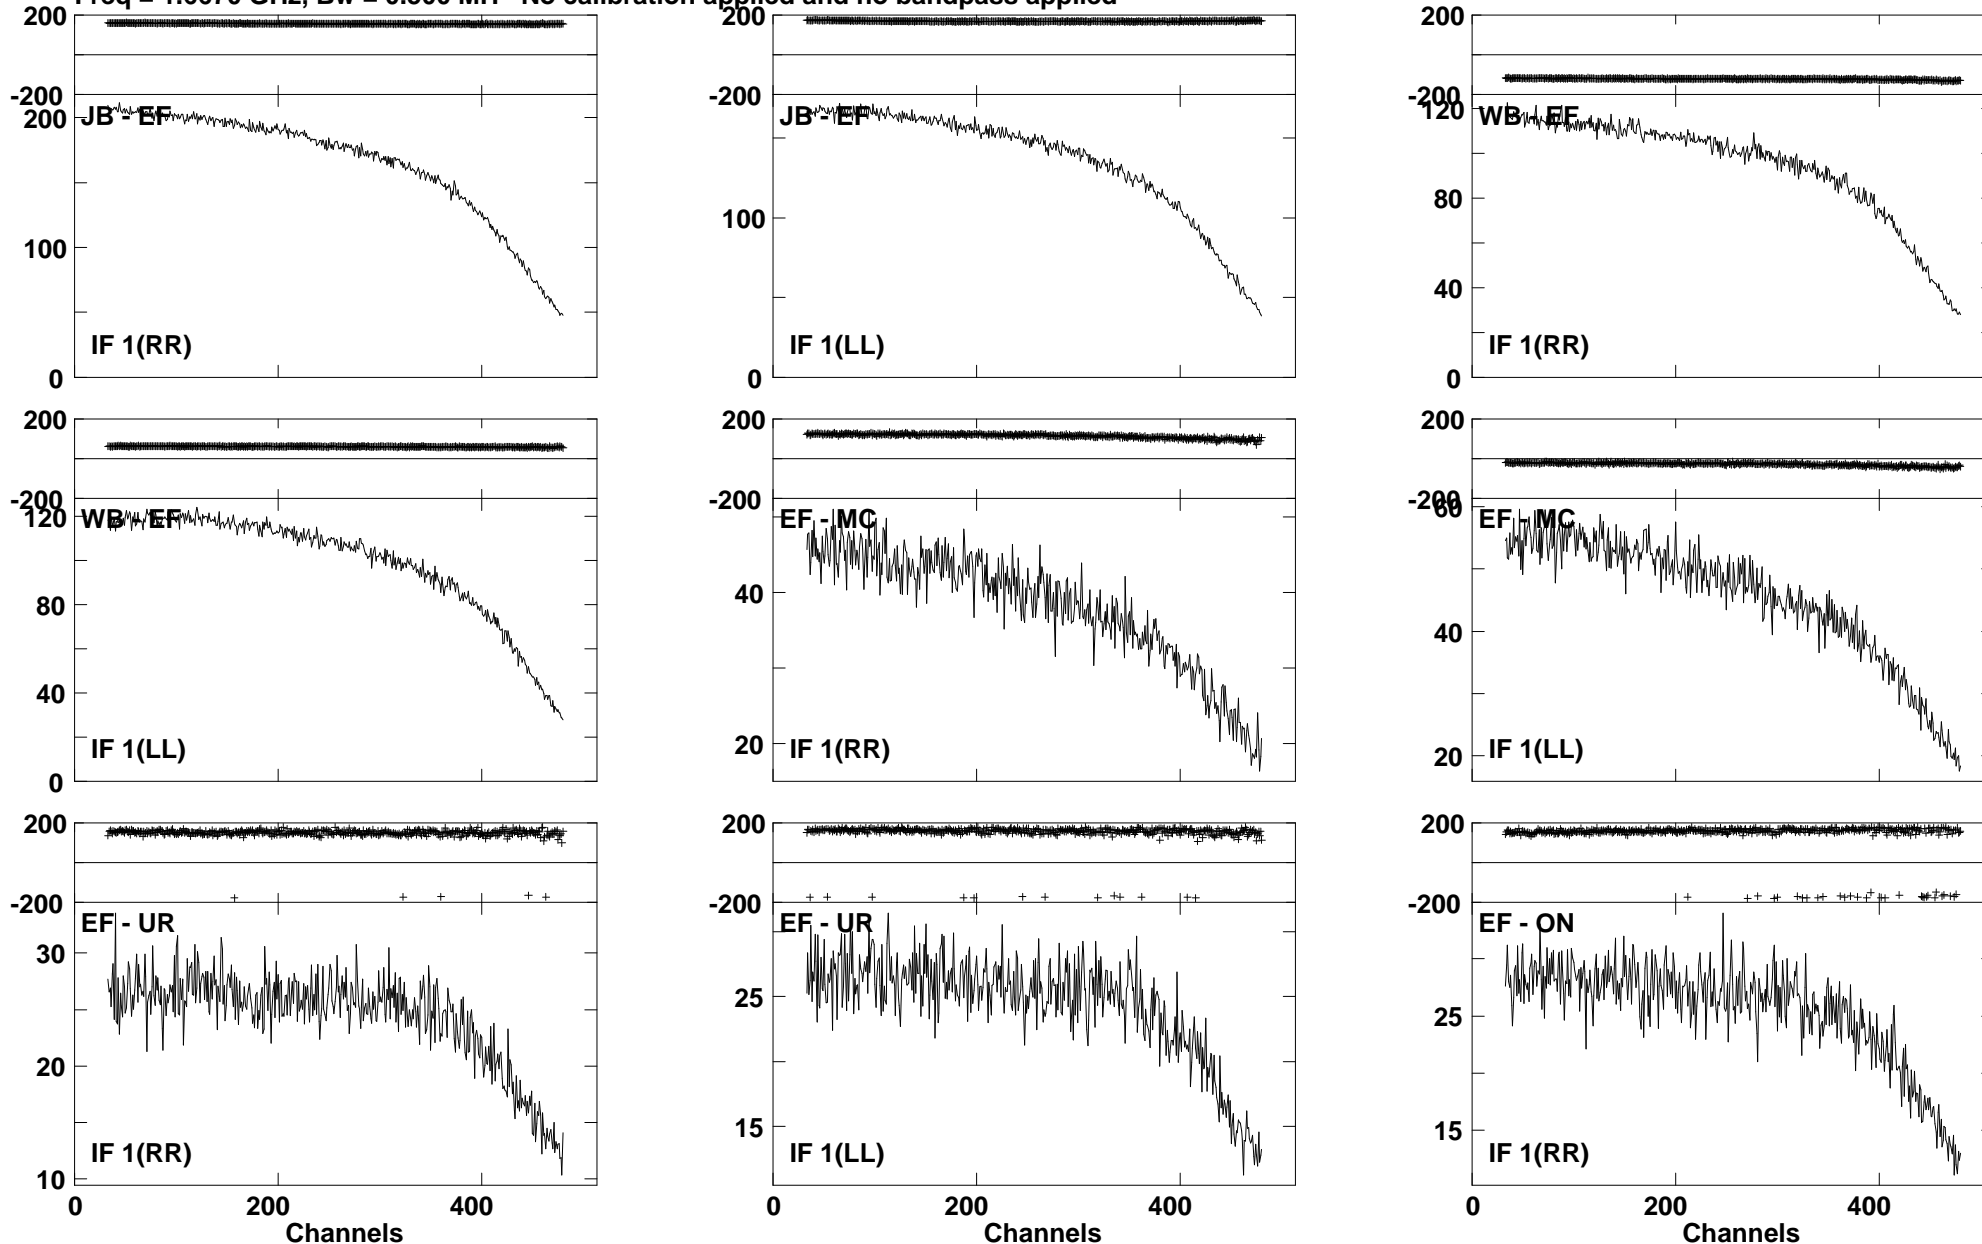 No calibration applied and no bandpass applied
200
-200
200
100
0
JB - EF
IF 1(RR)
200
-200
100
0
JB - EF
IF 1(LL)
200
-200
120
80
40
0
WB - EF
IF 1(RR)
200
-200
120
80
40
0
WB - EF
IF 1(LL)
200
-200
40
20
EF - MC
IF 1(RR)
200
-200
60
40
20
EF - MC
IF 1(LL)
200
-200
30
20
10
EF - UR
IF 1(RR)
0 200 400
Channels
200
-200
25
15
EF - UR
IF 1(LL)
0 200 400
Channels
200
-200
25
15
EF - ON
IF 1(RR)
0 200 400
Channels